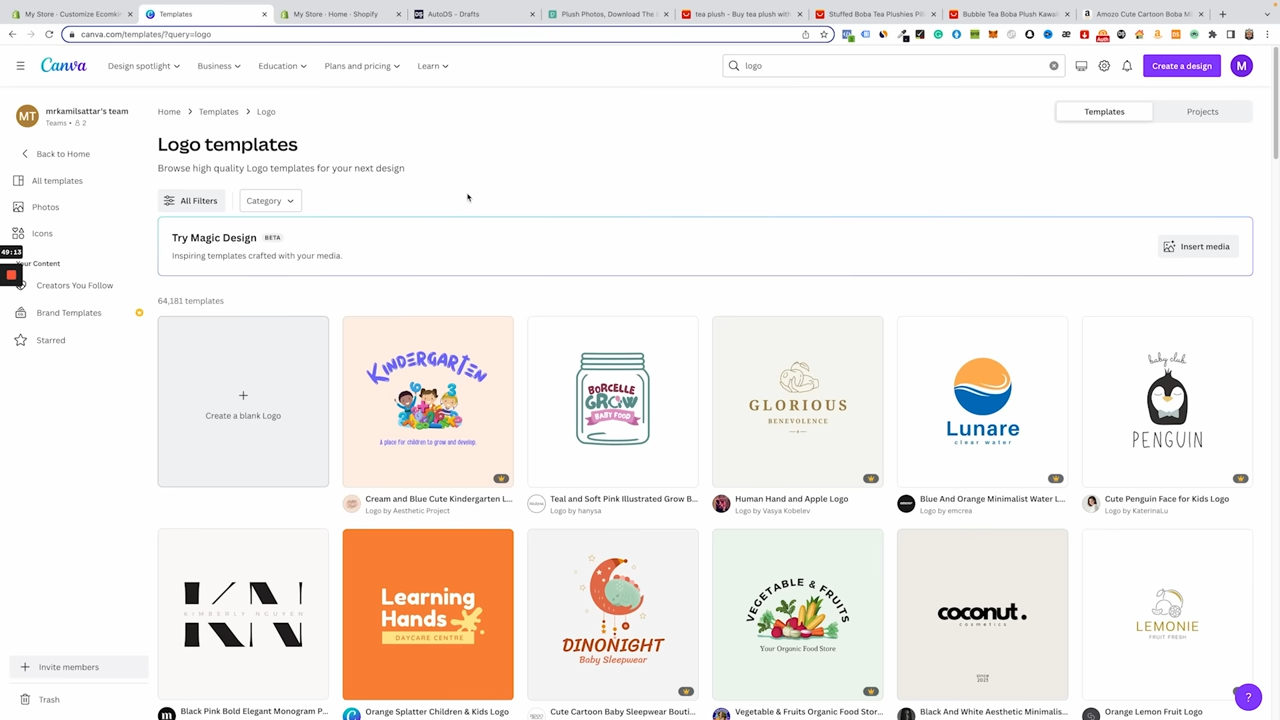 My Store - Customize Ecomkin
Templates
My Store · Home · Shopify
AutoDS - Drafts
Plush Photos, Download The
tea plush - Buy tea plush with
Stuffed Boba Tea Plushies Pil
Bubble Tea Boba Plush Kawai
Amozo Cute Cartoon Boba M
canva.com/templates/?query=logo
Canva
Design spotlight
Business
Education
Plans and pricing
Learn
logo
Create a design
M
MT
mrkamilsattar's team
Teams • 2
Home
Templates
Logo
Templates
Projects
Back to Home
All templates
Photos
Icons
49:13
Your Content
Creators You Follow
Brand Templates
Starred
Invite members
Trash
Logo templates
Browse high quality Logo templates for your next design
All Filters
Category
Try Magic Design BETA
Inspiring templates crafted with your media.
Insert media
64,181 templates
Create a blank Logo
KINDERGARTEN
A place for children to grow and develop.
BORCELLE
GROW
BABY FOOD
GLORIOUS
BENEVOLENCE
Lunare
clear water
baby club
PENGUIN
Cream and Blue Cute Kindergarten L...
Logo by Aesthetic Project
Teal and Soft Pink Illustrated Grow B...
Logo by hanysa
Human Hand and Apple Logo
Logo by Vasya Kobelev
Blue And Orange Minimalist Water L...
Logo by emcrea
Cute Penguin Face for Kids Logo
Logo by KaterinaLu
KN
KIMBERLY NGUYEN
Learning
Hands
DAYCARE CENTRE
DINONIGHT
Baby Sleepwear
VEGETABLE & FRUITS
Your Organic Food Store
coconut.
cosmetics
since
2023
LEMONIE
FRUIT FRESH
Black Pink Bold Elegant Monogram P...
Orange Splatter Children & Kids Logo
Cute Cartoon Baby Sleepwear Bouti...
Vegetable & Fruits Organic Food Stor...
Black And White Aesthetic Minimalis...
Orange Lemon Fruit Logo
?